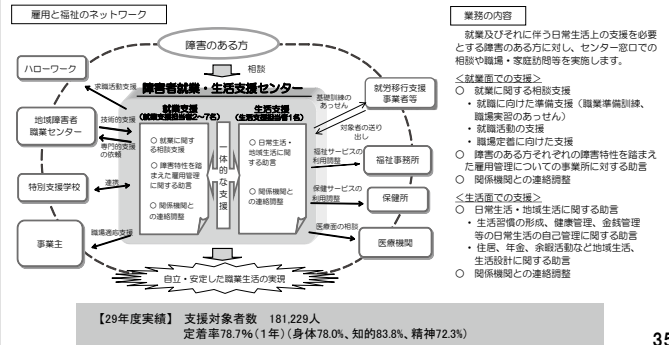 雇用と福祉のネットワーク
障害のある方
相談
ハローワーク
求職活動支援
地域障害者
職業センター
技術的支援
専門的支援
の依頼
特別支援学校
連携
事業主
職場適応支援
障害者就業・生活支援センター
就業支援
(就業支援担当者2～7名)
○ 就業に関す
る相談支援
○ 障害特性を踏
まえた雇用管理
に関する助言
○ 関係機関と
の連絡調整
一体的な支援
生活支援
(生活支援担当者1名)
○ 日常生活・
地域生活に関
する助言
○ 関係機関と
の連絡調整
基礎訓練の
あっせん
対象者の送り
出し
就労移行支援
事業者等
福祉サービスの
利用調整
福祉事務所
保健サービスの
利用調整
保健所
医療面の相談
医療機関
自立・安定した職業生活の実現
業務の内容
就業及びそれに伴う日常生活上の支援を必要
とする障害のある方に対し、センター窓口での
相談や職場・家庭訪問等を実施します。
<就業面での支援>
○ 就業に関する相談支援
・就職に向けた準備支援（職業準備訓練、
職場実習のあっせん）
・就職活動の支援
・職場定着に向けた支援
○ 障害のある方それぞれの障害特性を踏まえ
た雇用管理についての事業所に対する助言
○ 関係機関との連絡調整
<生活面での支援>
○ 日常生活・地域生活に関する助言
・生活習慣の形成、健康管理、金銭管理
等の日常生活の自己管理に関する助言
・住居、年金、余暇活動など地域生活、
生活設計に関する助言
○ 関係機関との連絡調整
【29年度実績】 支援対象者数 181,229人
定着率78.7％（1年）（身体78.0％、知的83.8％、精神72.3％）
35